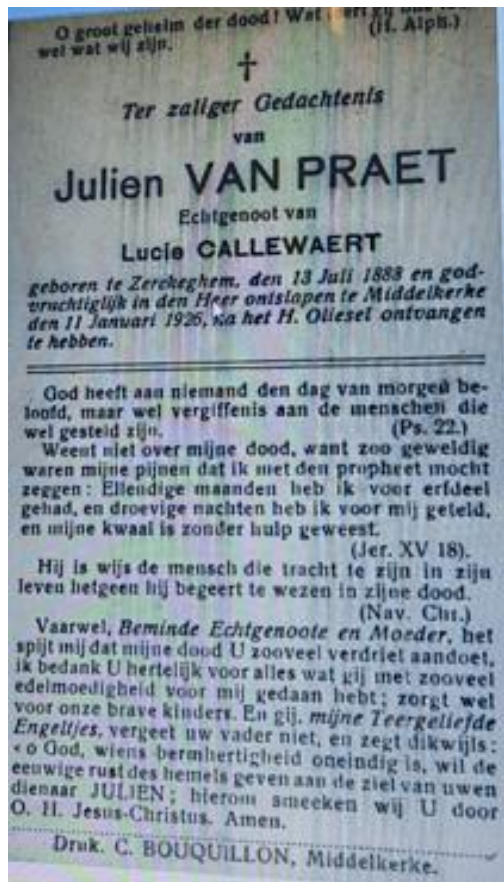 O groot geheim der dood! Wat
wel wat wij zijn. (H. Alph.)
Ter zaliger Gedachtenis
van
Julien VAN PRAET
Echtgenoot van
Lucie CALLEWAERT
geboren te Zerckeghem, den 13 Juli 1888 en god-
vruchtiglijk in den Heer ontslapen te Middelkerke
den 11 Januari 1926, na het H. Oliesel ontvangen
te hebben.
God heeft aan niemand den dag van morgen be-
loofd, maar wel vergiffenis aan de menschen die
wel gesteld zijn. (Ps. 22.)
Weent niet over mijne dood, want zoo geweldig
waren mijne pijnen dat ik met den propheet mocht
zeggen: Ellendige maanden heb ik voor erfdeel
gehad, en droevige nachten heb ik voor mij geteld,
en mijne kwaal is zonder hulp geweest.
(Jer. XV 18).
Hij is wijs de mensch die tracht te zijn in zijn
leven hetgeen hij begeert te wezen in zijne dood.
(Nav. Chr.)
Vaarwel, Beminde Echtgenoote en Moeder, het
spijt mij dat mijne dood U zooveel verdriet aandoet,
ik bedank U hertelijk voor alles wat gij met zooveel
edelmoedigheid voor mij gedaan hebt; zorgt wel
voor onze brave kinders. En gij, mijne Teergeliefde
Engeltjes, vergeet uw vader niet, en zegt dikwijls:
«o God, wiens bermhertigheid oneindig is, wil de
eeuwige rust des hemels geven aan de ziel van uwen
dienaar JULIEN; hierom smeeken wij U door
O. H. Jesus-Christus. Amen.
Druk. C. BOUQUILLON, Middelkerke.